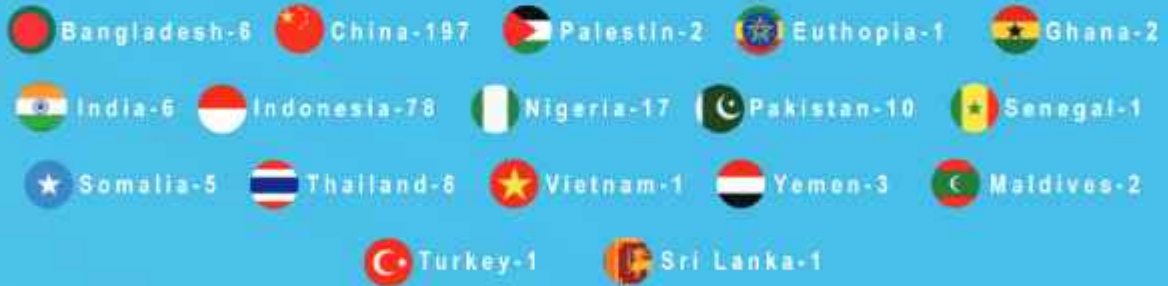 Bangladesh-6 China-197 Palestin-2 Euthopia-1 Ghana-2
India-6 Indonesia-78 Nigeria-17 Pakistan-10 Senegal-1
Somalia-5 Thailand-8 Vietnam-1 Yemen-3 Maldives-2
Turkey-1 Sri Lanka-1